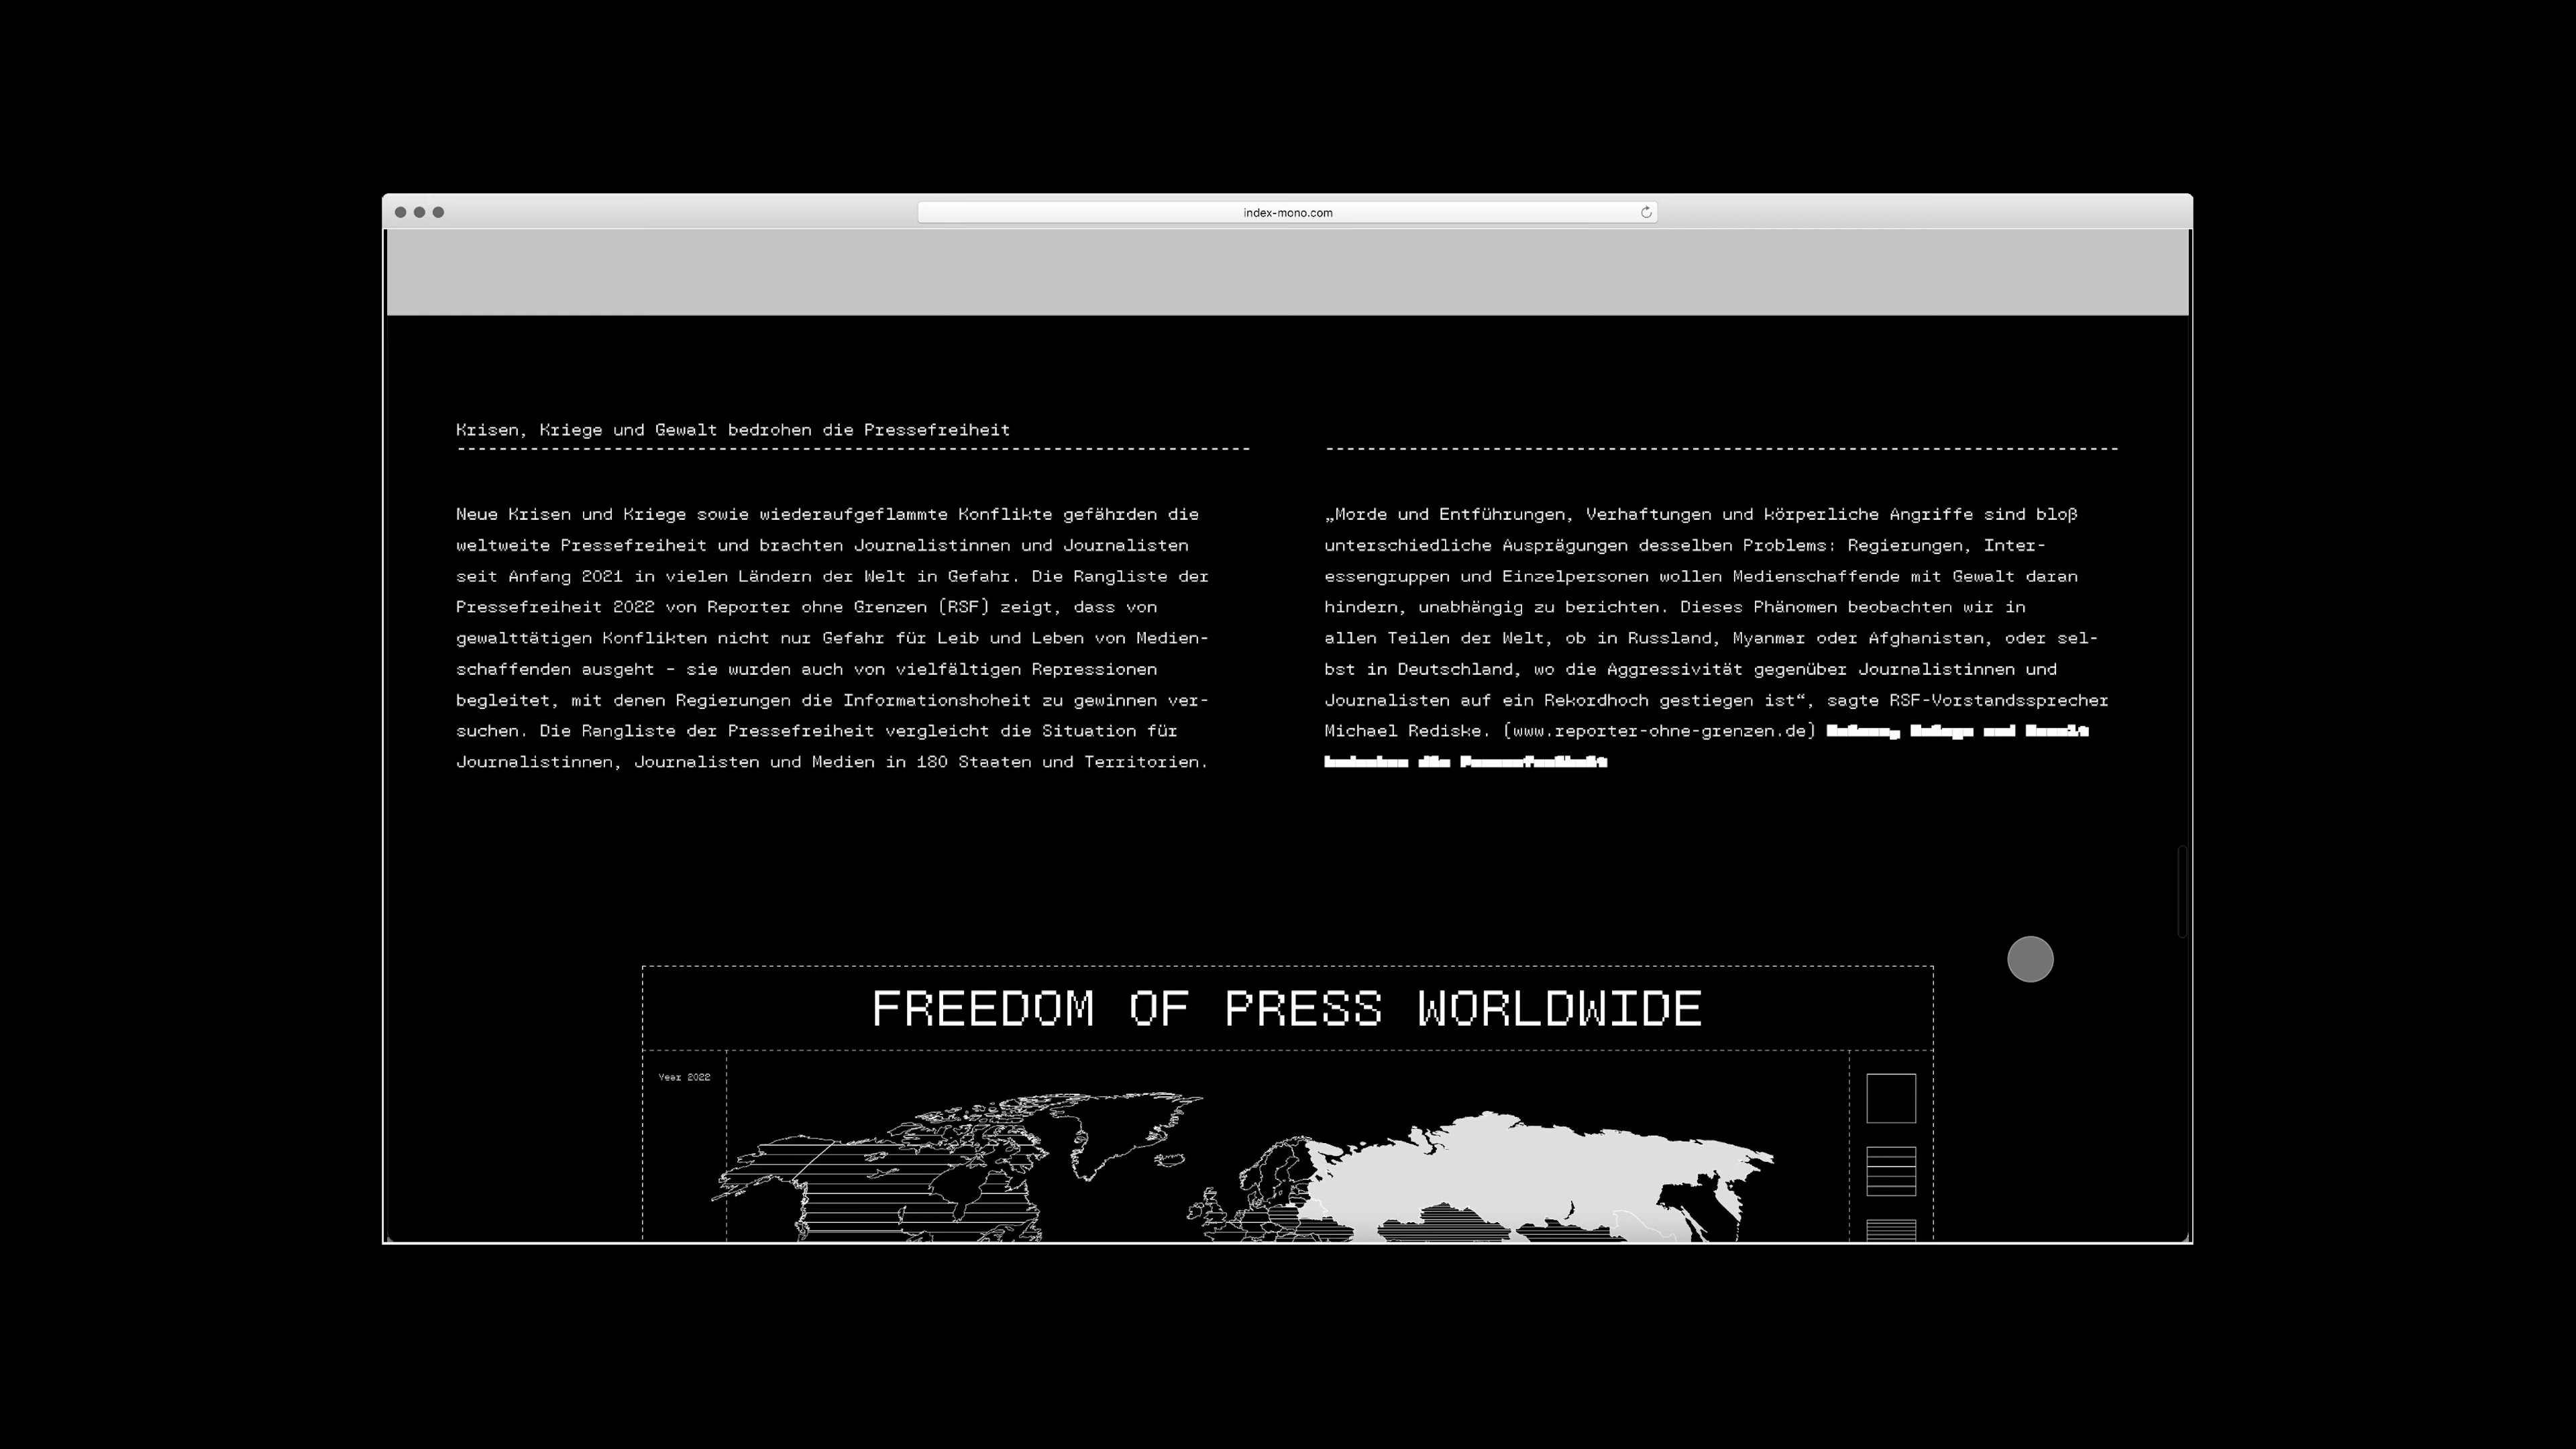 index-mono.com
Krisen, Kriege und Gewalt bedrohen die Pressefreiheit
Neue Krisen und Kriege sowie wiederaufgeflammte Konflikte gefährden die
weltweite Pressefreiheit und brachten Journalistinnen und Journalisten
seit Anfang 2021 in vielen Ländern der Welt in Gefahr. Die Rangliste der
Pressefreiheit 2022 von Reporter ohne Grenzen (RSF) zeigt, dass von
gewalttätigen Konflikten nicht nur Gefahr für Leib und Leben von Medien-
schaffenden ausgeht – sie wurden auch von vielfältigen Repressionen
begleitet, mit denen Regierungen die Informationshoheit zu gewinnen ver-
suchen. Die Rangliste der Pressefreiheit vergleicht die Situation für
Journalistinnen, Journalisten und Medien in 180 Staaten und Territorien.
„Morde und Entführungen, Verhaftungen und körperliche Angriffe sind bloß
unterschiedliche Ausprägungen desselben Problems: Regierungen, Inter-
essengruppen und Einzelpersonen wollen Medienschaffende mit Gewalt daran
hindern, unabhängig zu berichten. Dieses Phänomen beobachten wir in
allen Teilen der Welt, ob in Russland, Myanmar oder Afghanistan, oder sel-
bst in Deutschland, wo die Aggressivität gegenüber Journalistinnen und
Journalisten auf ein Rekordhoch gestiegen ist“, sagte RSF-Vorstandssprecher
Michael Rediske. (www.reporter-ohne-grenzen.de)
FREEDOM OF PRESS WORLDWIDE
Year 2022